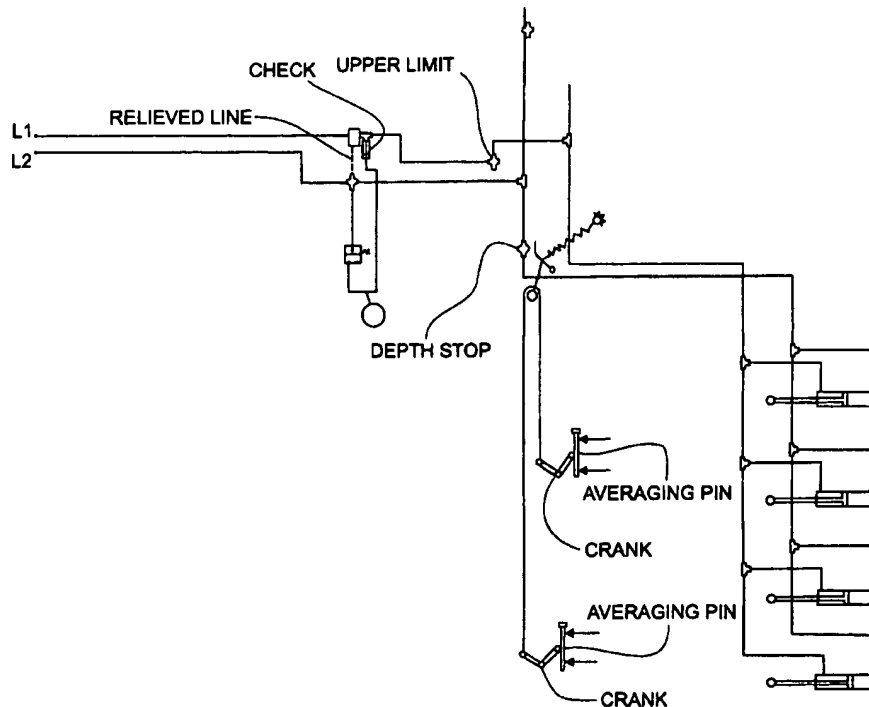 CHECK
UPPER LIMIT
RELIEVED LINE
L1
L2
DEPTH STOP
AVERAGING PIN
CRANK
AVERAGING PIN
CRANK